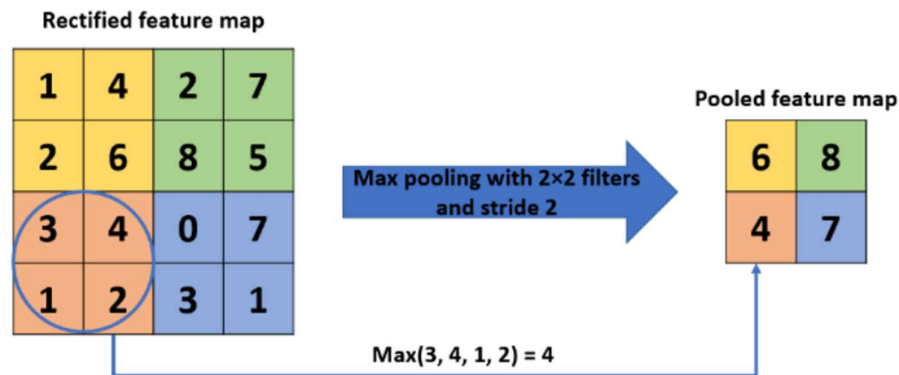 Rectified feature map
1 4 2 7
2 6 8 5
3 4 0 7
1 2 3 1
Max pooling with 2×2 filters
and stride 2
Pooled feature map
6 8
4 7
Max(3, 4, 1, 2) = 4